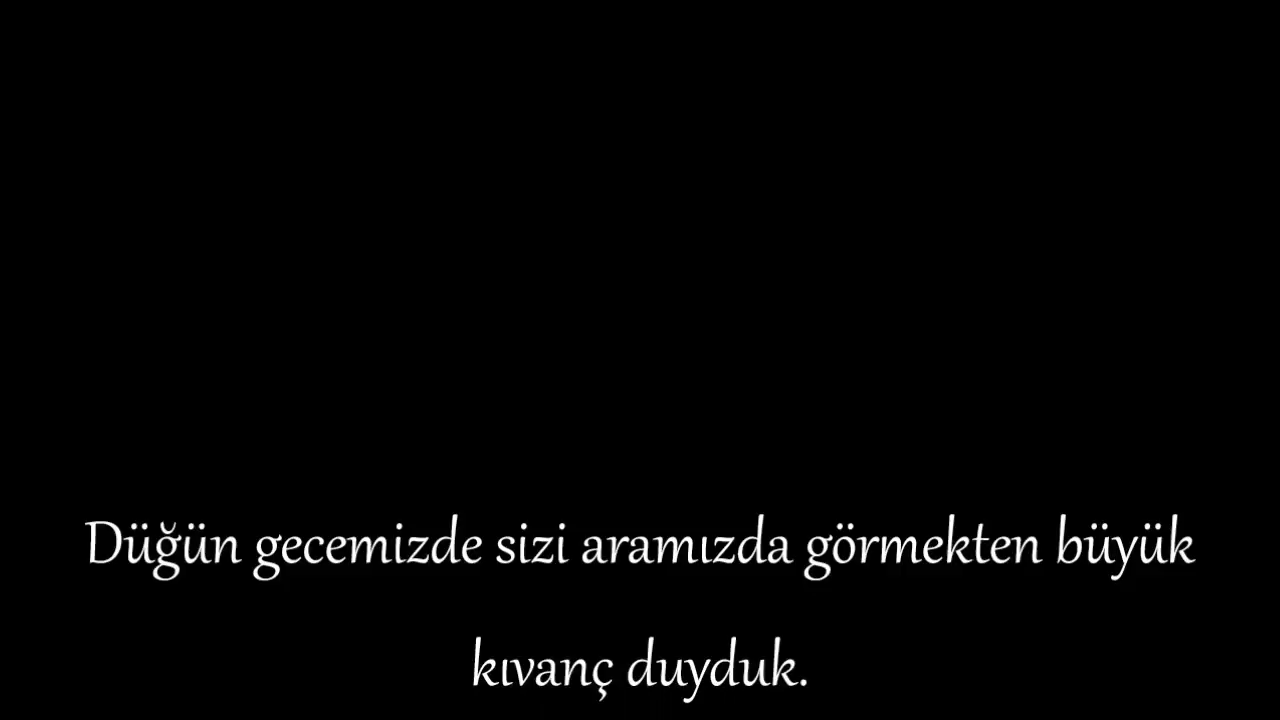 Düğün gecemizde sizi aramızda görmekten büyük
kıvanç duyduk.